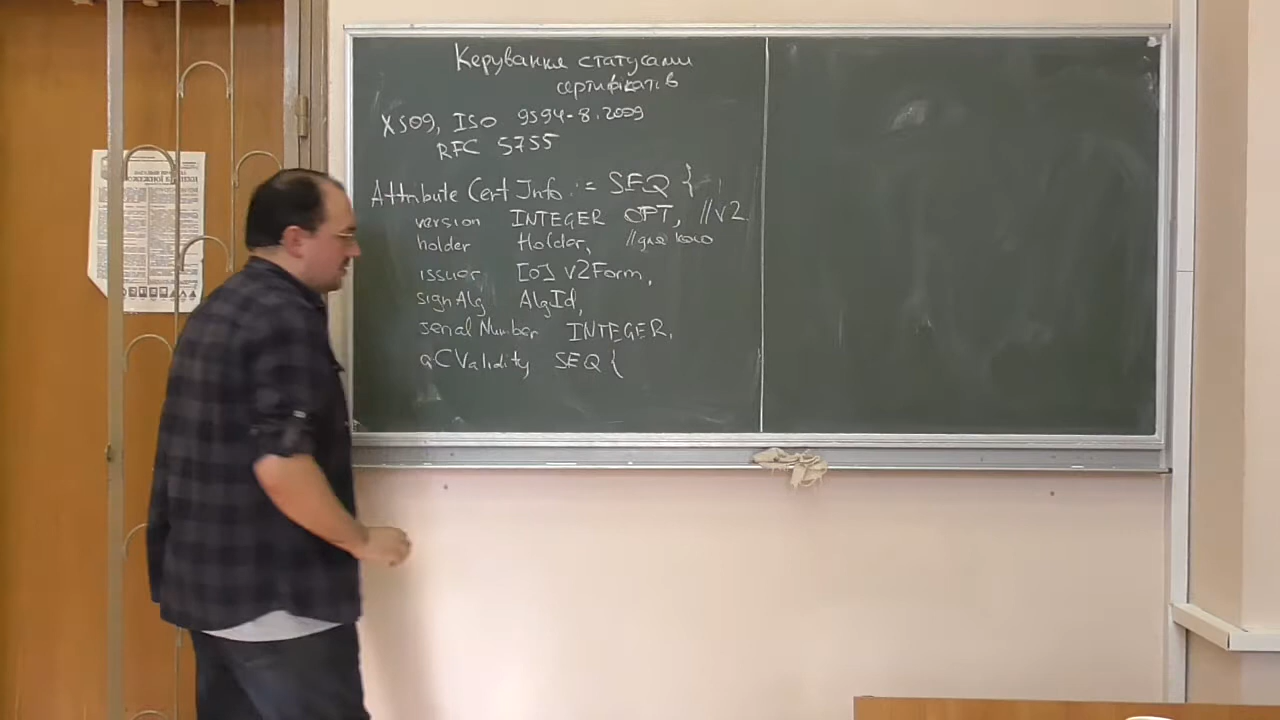 Керування статусами
сертифікатів
X509, ISO 9594-8.2009
RFC 5755
Attribute Cert Info := SEQ {
version INTEGER OPT, //v2
holder Holder, //для кого
issuer [0] v2Form,
signAlg AlgId,
serialNumber INTEGER,
aCValidity SEQ {